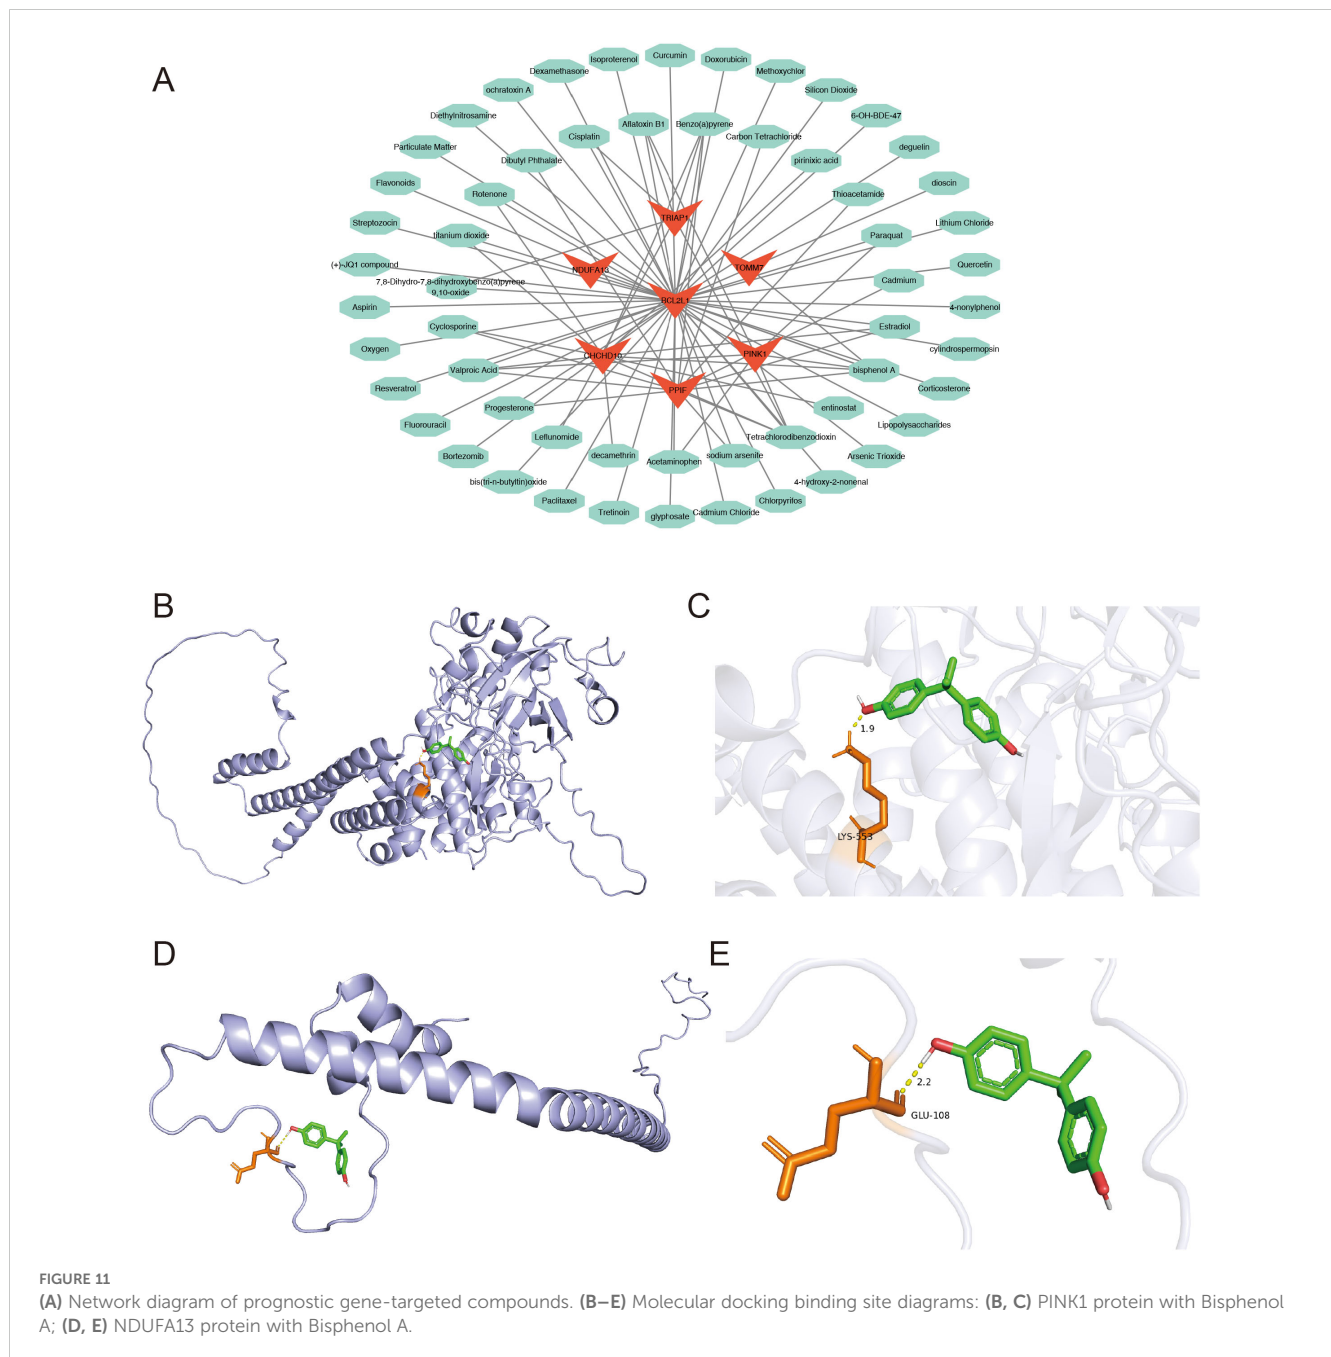 A
Curcumin
Isoproterenol
Doxorubicin
Dexamethasone
Methoxychlor
ochratoxin A
Silicon Dioxide
Diethylnitrosamine
Aflatoxin B1
Benzo(a)pyrene
6-OH-BDE-47
Cisplatin
Carbon Tetrachloride
Particulate Matter
Dibutyl Phthalate
pirinixic acid
deguelin
Flavonoids
Rotenone
Thioacetamide
dioscin
Streptozocin
TRIAP1
Lithium Chloride
titanium dioxide
Paraquat
(+)-JQ1 compound
NDUFA13
TOMM7
Quercetin
7,8-Dihydro-7,8-dihydroxybenzo(a)pyrene
9,10-oxide
Cadmium
Aspirin
BCL2L1
4-nonylphenol
Cyclosporine
Estradiol
Oxygen
CHCHD10
PINK1
cylindrospermopsin
Resveratrol
Valproic Acid
bisphenol A
Corticosterone
PPIF
Fluorouracil
Progesterone
entinostat
Lipopolysaccharides
Bortezomib
Leflunomide
Tetrachlorodibenzodioxin
Arsenic Trioxide
decamethrin
Acetaminophen
sodium arsenite
bis(tri-n-butyltin)oxide
4-hydroxy-2-nonenal
Paclitaxel
Chlorpyrifos
Tretinoin
glyphosate
Cadmium Chloride
B
C
1.9
LYS-553
D
E
2.2
GLU-108
FIGURE 11
(A) Network diagram of prognostic gene-targeted compounds. (B–E) Molecular docking binding site diagrams: (B, C) PINK1 protein with Bisphenol
A; (D, E) NDUFA13 protein with Bisphenol A.